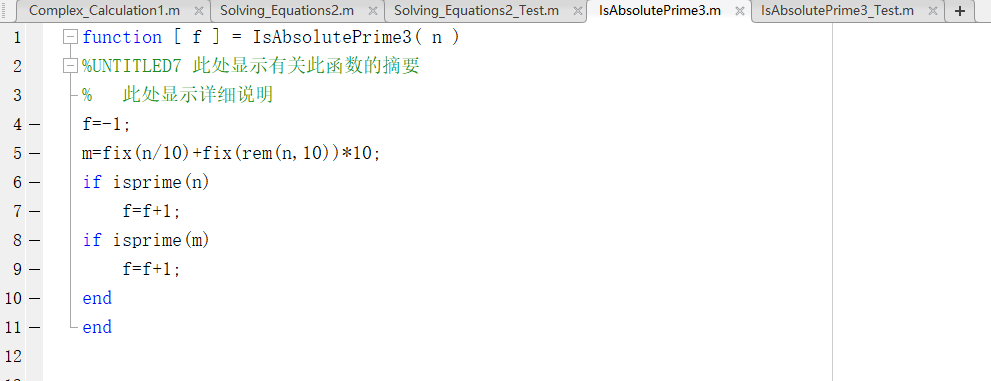 Complex_Calculation1.m × Solving_Equations2.m × Solving_Equations2_Test.m × IsAbsolutePrime3.m × IsAbsolutePrime3_Test.m × +
1 function [ f ] = IsAbsolutePrime3( n )
2 %UNTITLED7 此处显示有关此函数的摘要
3 %   此处显示详细说明
4 – f=-1;
5 – m=fix(n/10)+fix(rem(n,10))*10;
6 – if isprime(n)
7 –     f=f+1;
8 – if isprime(m)
9 –     f=f+1;
10 – end
11 – end
12